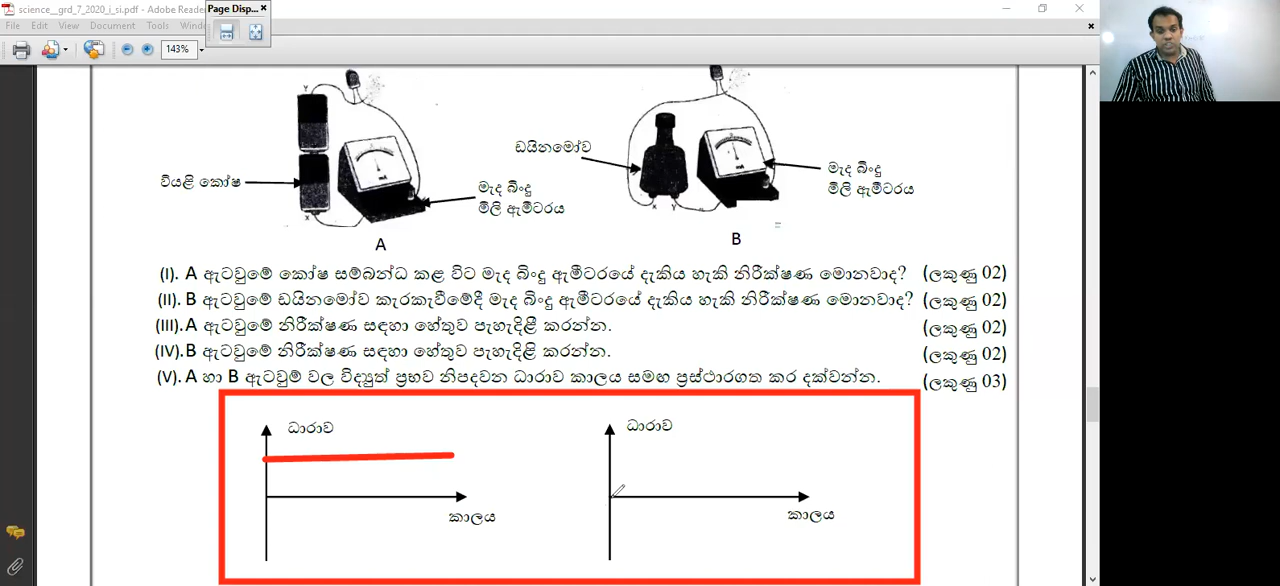 science__grd_7_2020_i_si.pdf - Adobe Reader
Page Disp...
File Edit View Document Tools Window
143%
Y
ඩයිනමෝව
mA
mA
වියළි කෝෂ
මැද බිංදු
මිලි ඇමීටරය
මැද බිංදු
මිලි ඇමීටරය
X
X Y
A
B
(I). A ඇටවුමේ කෝෂ සම්බන්ධ කළ විට මැද බිංදු ඇමීටරයේ දැකිය හැකි නිරීක්ෂණ මොනවාද? (ලකුණු 02)
(II). B ඇටවුමේ ඩයිනමෝව කැරකැවීමේදී මැද බිංදු ඇමීටරයේ දැකිය හැකි නිරීක්ෂණ මොනවාද? (ලකුණු 02)
(III). A ඇටවුමේ නිරීක්ෂණ සඳහා හේතුව පැහැදිළී කරන්න. (ලකුණු 02)
(IV). B ඇටවුමේ නිරීක්ෂණ සඳහා හේතුව පැහැදිළි කරන්න. (ලකුණු 02)
(V). A හා B ඇටවුම් වල විද්‍යුත් ප්‍රභව නිපදවන ධාරාව කාලය සමඟ ප්‍රස්ථාරගත කර දක්වන්න. (ලකුණු 03)
ධාරාව
ධාරාව
කාලය
කාලය